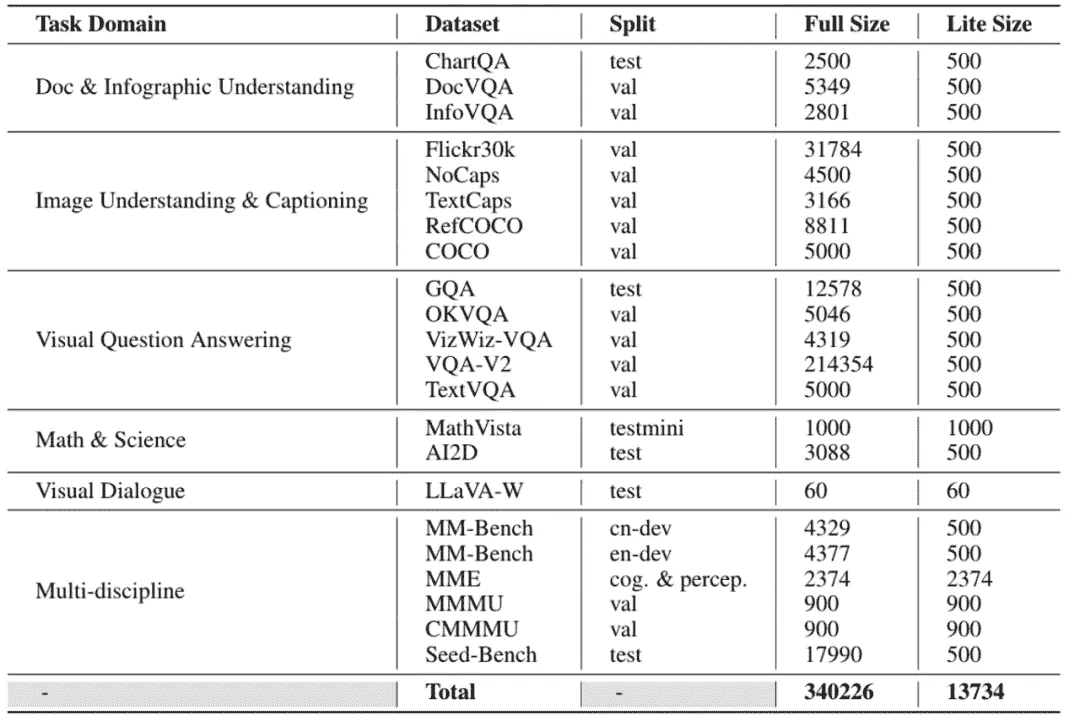 Task Domain Dataset Split Full Size Lite Size
ChartQA test 2500 500
Doc & Infographic Understanding DocVQA val 5349 500
InfoVQA val 2801 500
Flickr30k val 31784 500
NoCaps val 4500 500
Image Understanding & Captioning TextCaps val 3166 500
RefCOCO val 8811 500
COCO val 5000 500
GQA test 12578 500
OKVQA val 5046 500
Visual Question Answering VizWiz-VQA val 4319 500
VQA-V2 val 214354 500
TextVQA val 5000 500
Math & Science MathVista testmini 1000 1000
AI2D test 3088 500
Visual Dialogue LLaVA-W test 60 60
MM-Bench cn-dev 4329 500
MM-Bench en-dev 4377 500
Multi-discipline MME cog. & percep. 2374 2374
MMMU val 900 900
CMMMU val 900 900
Seed-Bench test 17990 500
- Total - 340226 13734